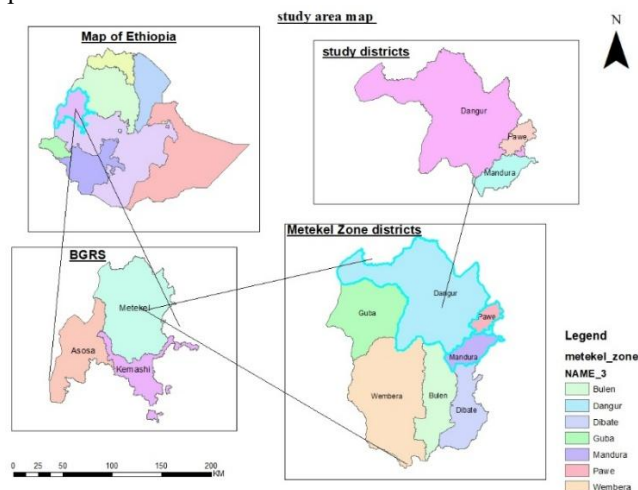 study area map
N
Map of Ethiopia
study districts
Dangur
Pawe
Mandura
BGRS
Metekel
Asosa
Kemashi
Metekel Zone districts
Dangur
Guba
Pawe
Mandura
Wembera
Bulen
Dibate
Legend
metekel_zone
NAME_3
Bulen
Dangur
Dibate
Guba
Mandura
Pawe
Wembera
0 25 50 100 150 200
KM